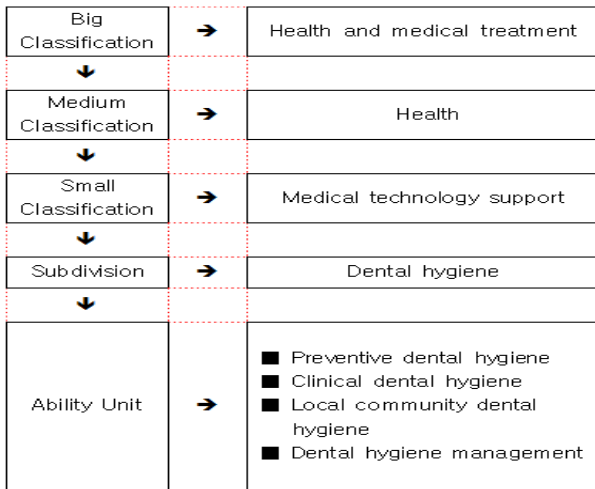 Big
Classification
➔
Health and medical treatment
Medium
Classification
➔
Health
Small
Classification
➔
Medical technology support
Subdivision
➔
Dental hygiene
Ability Unit
➔
■ Preventive dental hygiene
■ Clinical dental hygiene
■ Local community dental
hygiene
■ Dental hygiene management